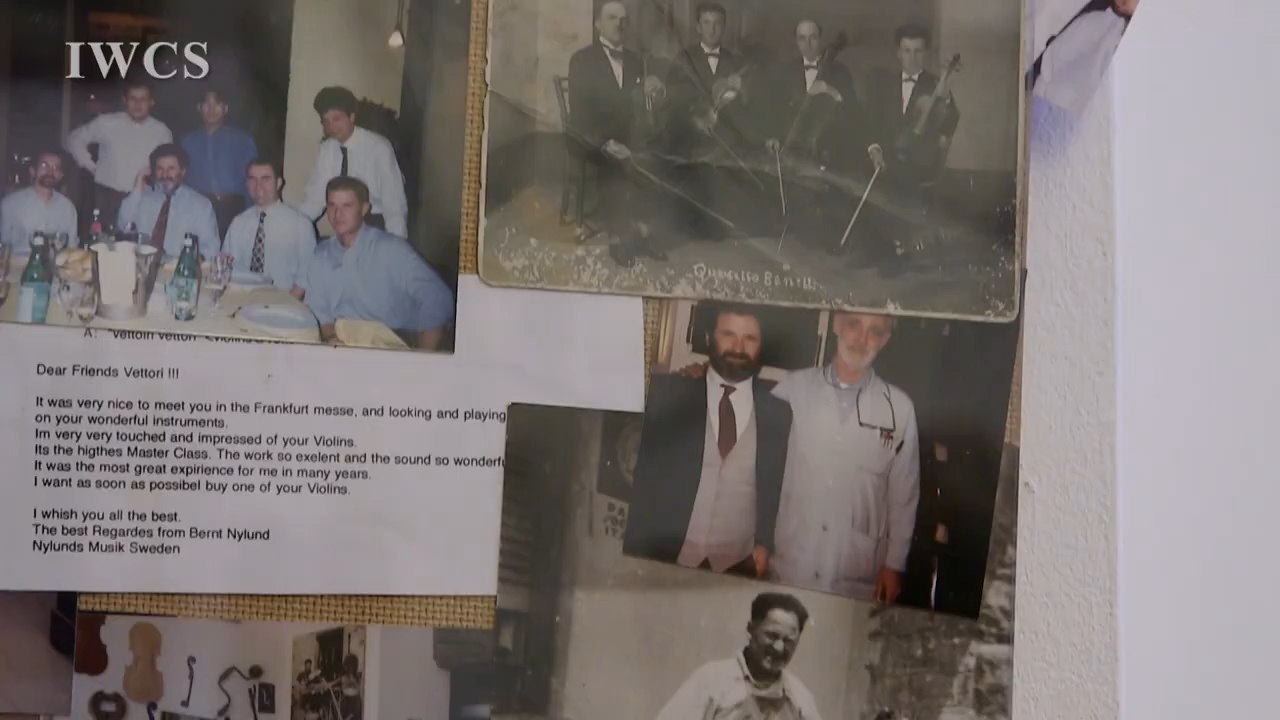 IWCS
Quartetto Benelli
Dear Friends Vettori !!!
It was very nice to meet you in the Frankfurt messe, and looking and playing
on your wonderful instruments.
Im very very touched and impressed of your Violins.
Its the higthes Master Class. The work so exelent and the sound so
It was the most great expirience for me in many years.
I want as soon as possibel buy one of your Violins.
I whish you all the best.
The best Regardes from Bernt Nylund
Nylunds Musik Sweden